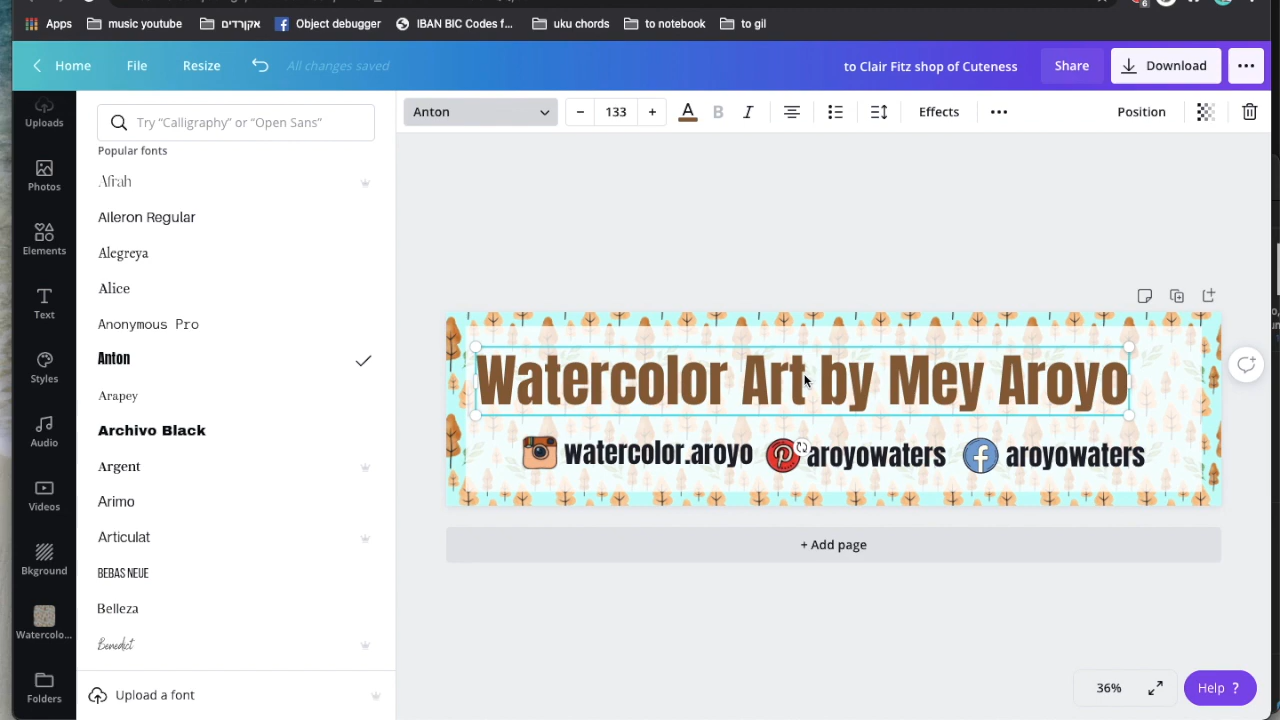 Apps music youtube אקורדים Object debugger IBAN BIC Codes f... uku chords to notebook to gil
Home File Resize All changes saved to Clair Fitz shop of Cuteness Share Download
Uploads
Photos
Elements
Text
Styles
Audio
Videos
Bkground
Watercolo...
Folders
Try “Calligraphy” or “Open Sans”
Popular fonts
Afrah
Aileron Regular
Alegreya
Alice
Anonymous Pro
Anton
Arapey
Archivo Black
Argent
Arimo
Articulat
BEBAS NEUE
Belleza
Benedict
Upload a font
Anton 133 A B I Effects Position
Watercolor Art by Mey Aroyo
watercolor.aroyo aroyowaters aroyowaters
+ Add page
36% Help ?